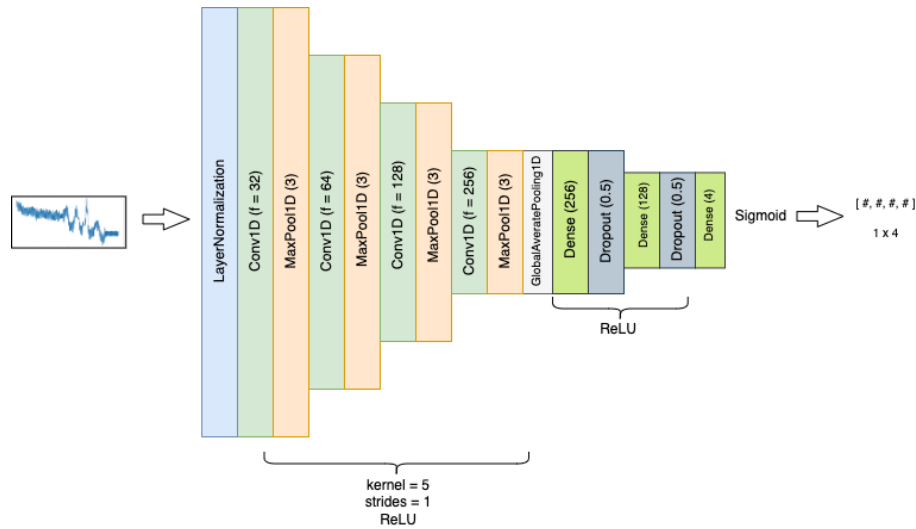 LayerNormalization
Conv1D (f = 32)
MaxPool1D (3)
Conv1D (f = 64)
MaxPool1D (3)
Conv1D (f = 128)
MaxPool1D (3)
Conv1D (f = 256)
MaxPool1D (3)
GlobalAveratePooling1D
Dense (256)
Dropout (0.5)
Dense (128)
Dropout (0.5)
Dense (4)
Sigmoid
[ #, #, #, # ]
1 x 4
ReLU
kernel = 5
strides = 1
ReLU